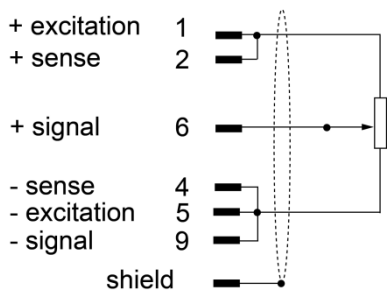 + excitation 1
+ sense 2
+ signal 6
- sense 4
- excitation 5
- signal 9
shield